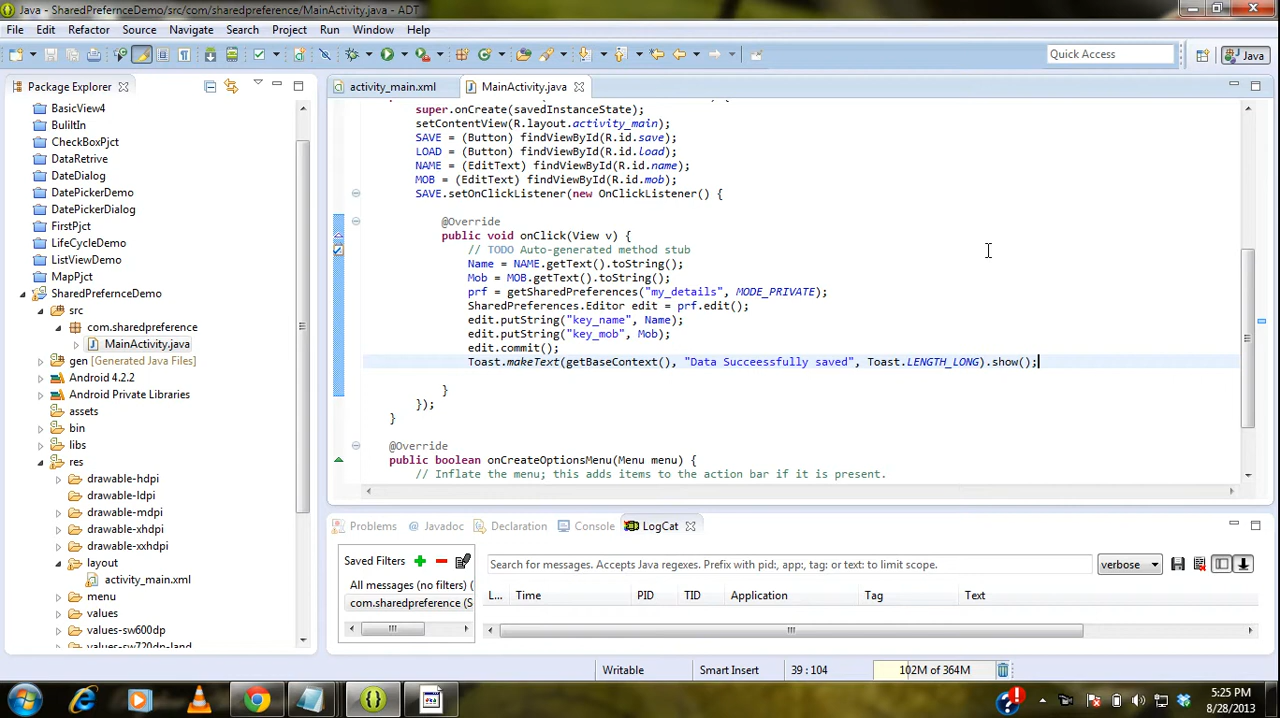 Java - SharedPrefernceDemo/src/com/sharedpreference/MainActivity.java - ADT
File Edit Refactor Source Navigate Search Project Run Window Help
Quick Access
Java
Package Explorer
activity_main.xml
MainActivity.java
BasicView4
BuliltIn
CheckBoxPjct
DataRetrive
DateDialog
DatePickerDemo
DatePickerDialog
FirstPjct
LifeCycleDemo
ListViewDemo
MapPjct
SharedPrefernceDemo
src
com.sharedpreference
MainActivity.java
gen [Generated Java Files]
Android 4.2.2
Android Private Libraries
assets
bin
libs
res
drawable-hdpi
drawable-ldpi
drawable-mdpi
drawable-xhdpi
drawable-xxhdpi
layout
activity_main.xml
menu
values
values-sw600dp
values-sw720dp-land
super.onCreate(savedInstanceState);
setContentView(R.layout.activity_main);
SAVE = (Button) findViewById(R.id.save);
LOAD = (Button) findViewById(R.id.load);
NAME = (EditText) findViewById(R.id.name);
MOB = (EditText) findViewById(R.id.mob);
SAVE.setOnClickListener(new OnClickListener() {
@Override
public void onClick(View v) {
// TODO Auto-generated method stub
Name = NAME.getText().toString();
Mob = MOB.getText().toString();
prf = getSharedPreferences("my_details", MODE_PRIVATE);
SharedPreferences.Editor edit = prf.edit();
edit.putString("key_name", Name);
edit.putString("key_mob", Mob);
edit.commit();
Toast.makeText(getBaseContext(), "Data Succeessfully saved", Toast.LENGTH_LONG).show();
}
});
}
@Override
public boolean onCreateOptionsMenu(Menu menu) {
// Inflate the menu; this adds items to the action bar if it is present.
Problems @ Javadoc Declaration Console LogCat
Saved Filters
All messages (no filters) (
com.sharedpreference (S
Search for messages. Accepts Java regexes. Prefix with pid:, app:, tag: or text: to limit scope.
verbose
L... Time PID TID Application Tag Text
Writable Smart Insert 39 : 104 102M of 364M
5:25 PM
8/28/2013